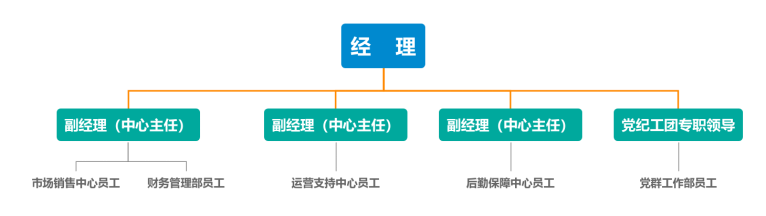 经 理
副经理（中心主任）
副经理（中心主任）
副经理（中心主任）
党纪工团专职领导
市场销售中心员工
财务管理部员工
运营支持中心员工
后勤保障中心员工
党群工作部员工